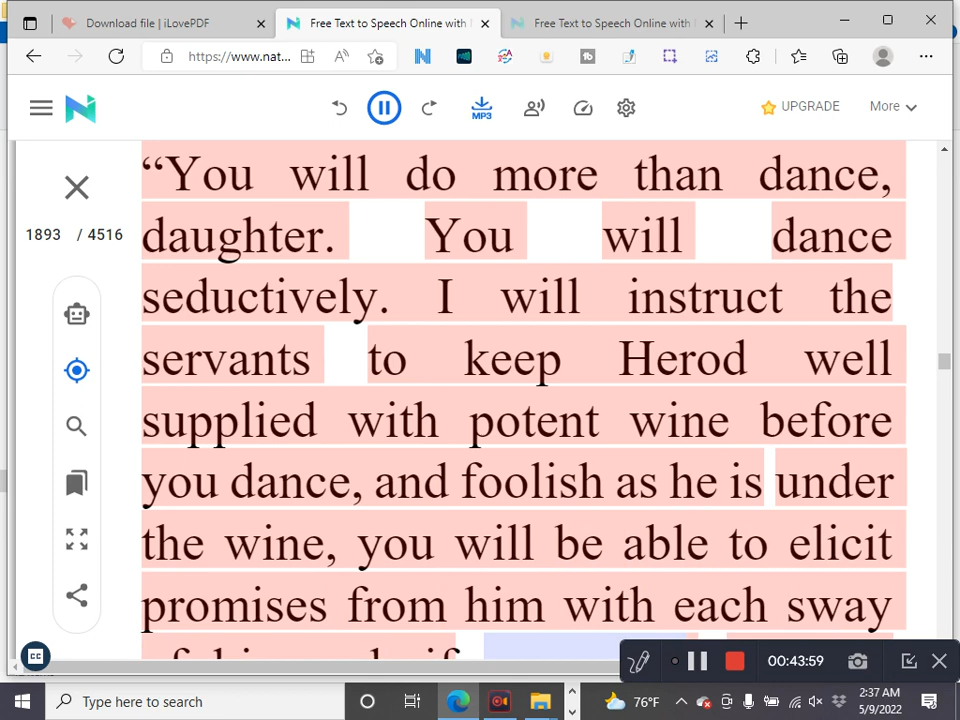 Download file | iLovePDF
Free Text to Speech Online with
Free Text to Speech Online with
https://www.nat...
MP3
UPGRADE
More
1893 / 4516
“You will do more than dance,
daughter. You will dance
seductively. I will instruct the
servants to keep Herod well
supplied with potent wine before
you dance, and foolish as he is under
the wine, you will be able to elicit
promises from him with each sway
CC
00:43:59
Type here to search
76°F
2:37 AM
5/9/2022